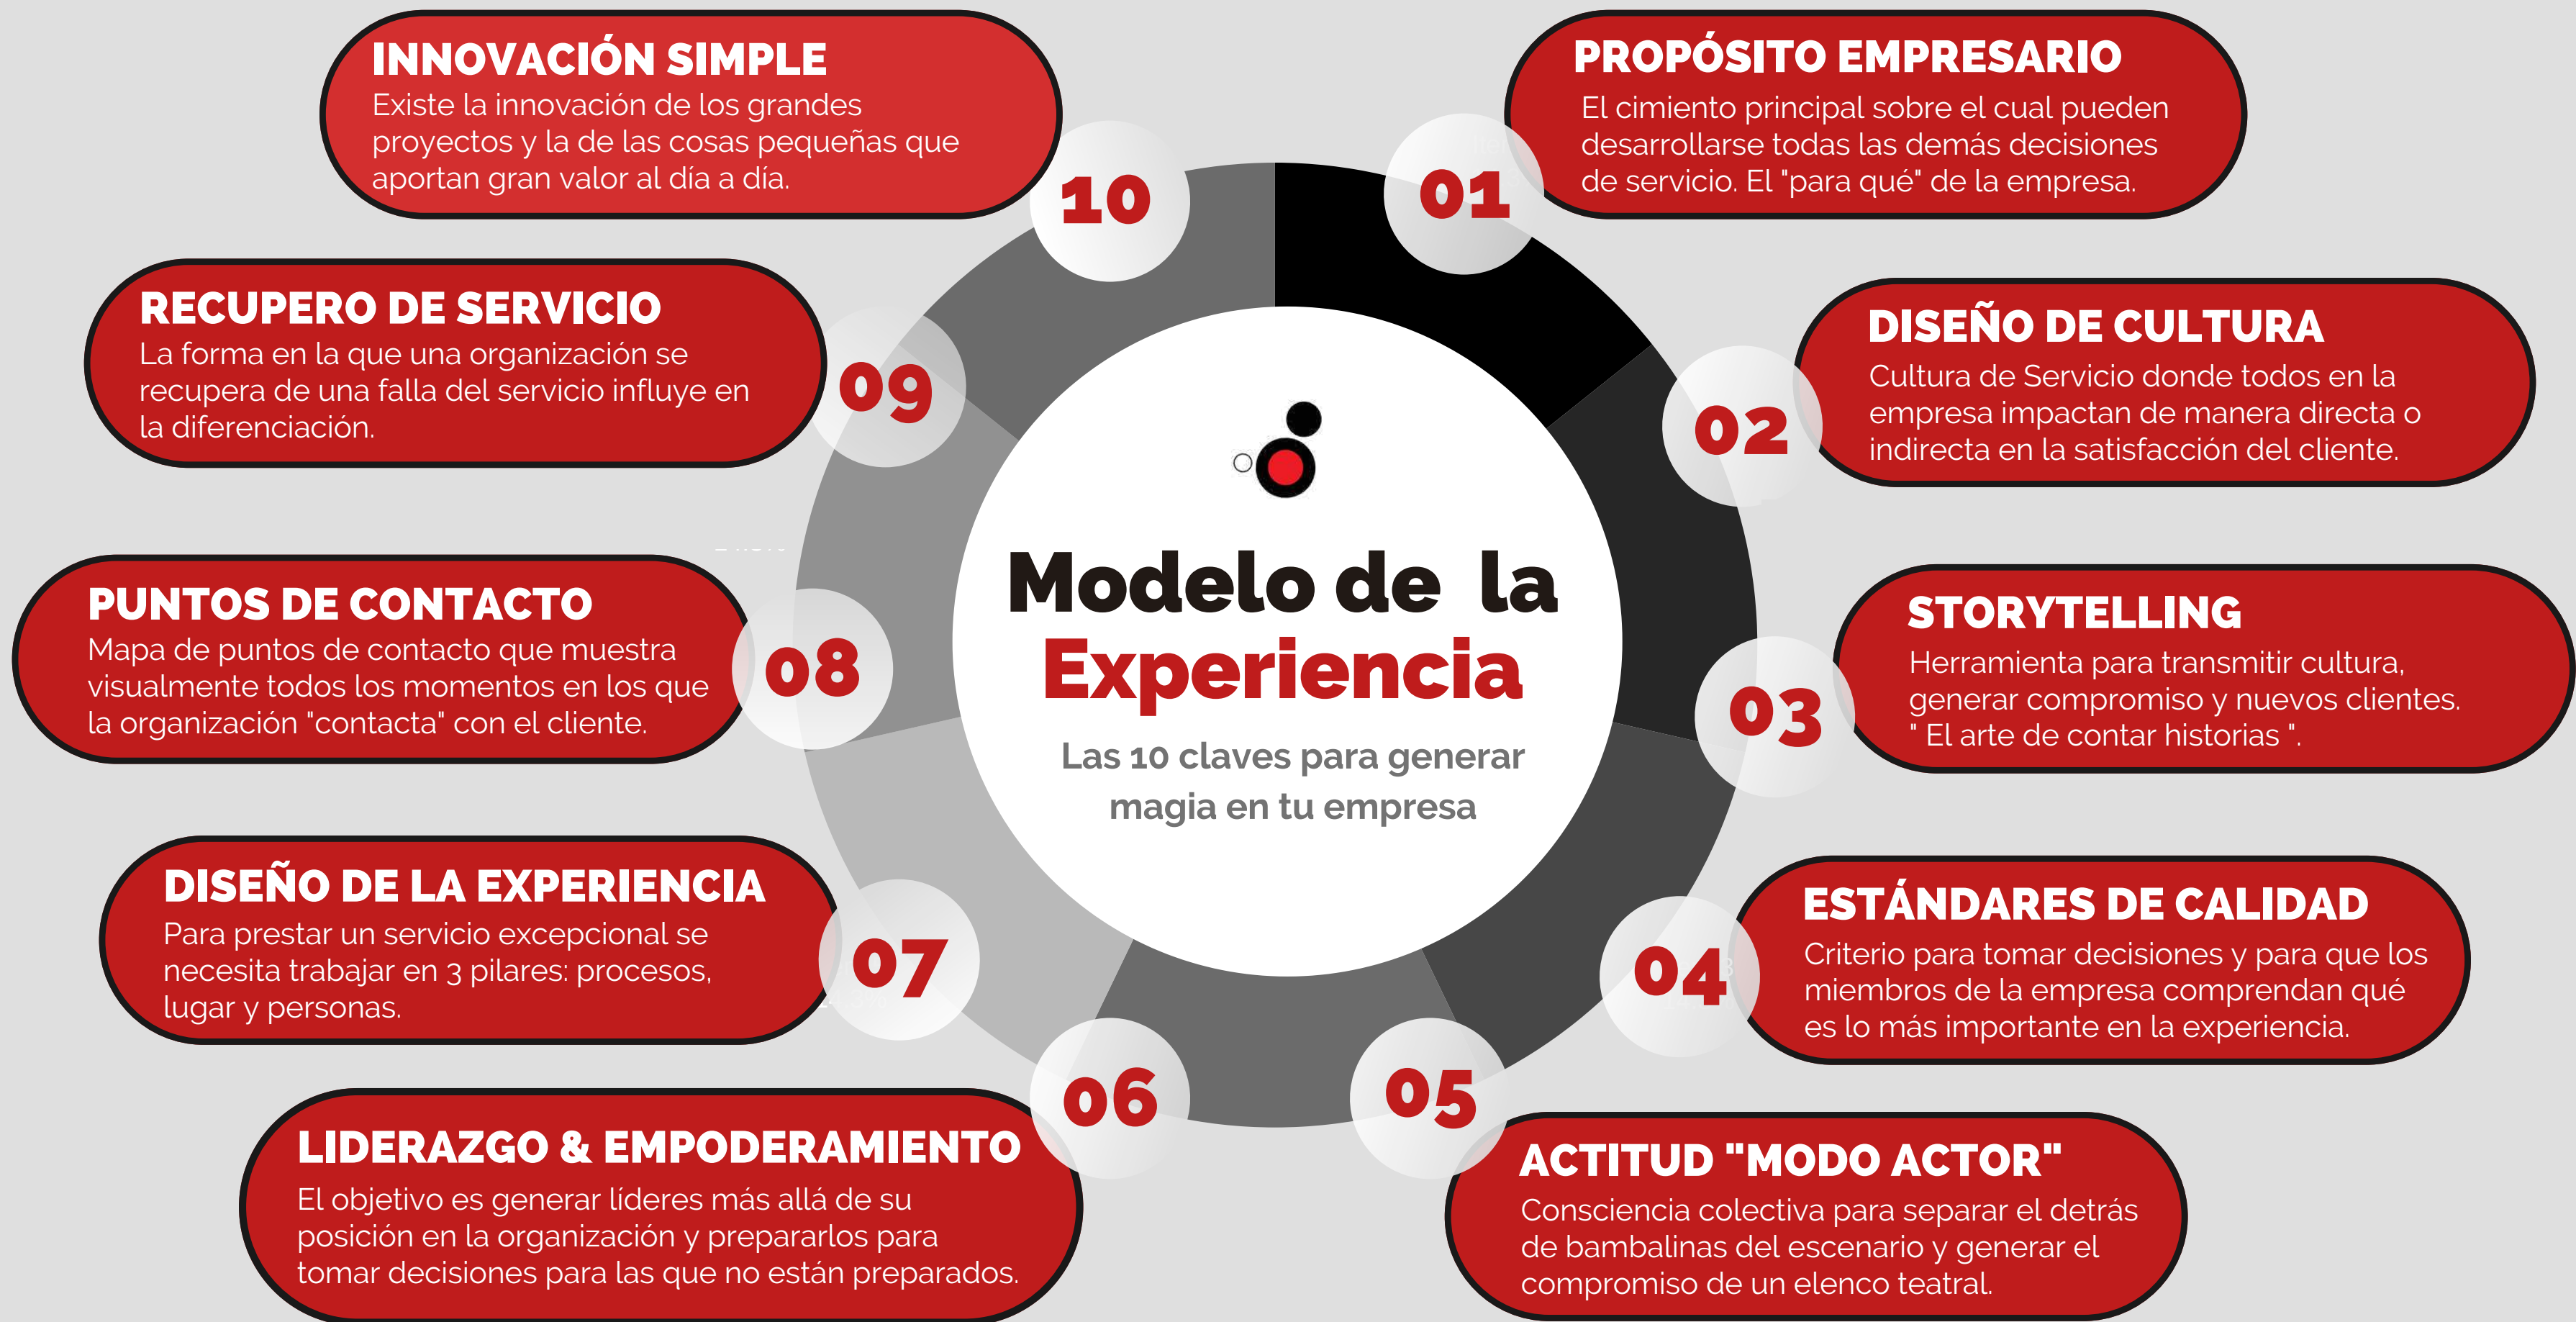 Modelo de la
Experiencia
Las 10 claves para generar
magia en tu empresa
01
PROPÓSITO EMPRESARIO
El cimiento principal sobre el cual pueden
desarrollarse todas las demás decisiones
de servicio. El "para qué" de la empresa.
02
DISEÑO DE CULTURA
Cultura de Servicio donde todos en la
empresa impactan de manera directa o
indirecta en la satisfacción del cliente.
03
STORYTELLING
Herramienta para transmitir cultura,
generar compromiso y nuevos clientes.
" El arte de contar historias ".
04
ESTÁNDARES DE CALIDAD
Criterio para tomar decisiones y para que los
miembros de la empresa comprendan qué
es lo más importante en la experiencia.
05
ACTITUD "MODO ACTOR"
Consciencia colectiva para separar el detrás
de bambalinas del escenario y generar el
compromiso de un elenco teatral.
06
LIDERAZGO & EMPODERAMIENTO
El objetivo es generar líderes más allá de su
posición en la organización y prepararlos para
tomar decisiones para las que no están preparados.
07
DISEÑO DE LA EXPERIENCIA
Para prestar un servicio excepcional se
necesita trabajar en 3 pilares: procesos,
lugar y personas.
08
PUNTOS DE CONTACTO
Mapa de puntos de contacto que muestra
visualmente todos los momentos en los que
la organización "contacta" con el cliente.
09
RECUPERO DE SERVICIO
La forma en la que una organización se
recupera de una falla del servicio influye en
la diferenciación.
10
INNOVACIÓN SIMPLE
Existe la innovación de los grandes
proyectos y la de las cosas pequeñas que
aportan gran valor al día a día.